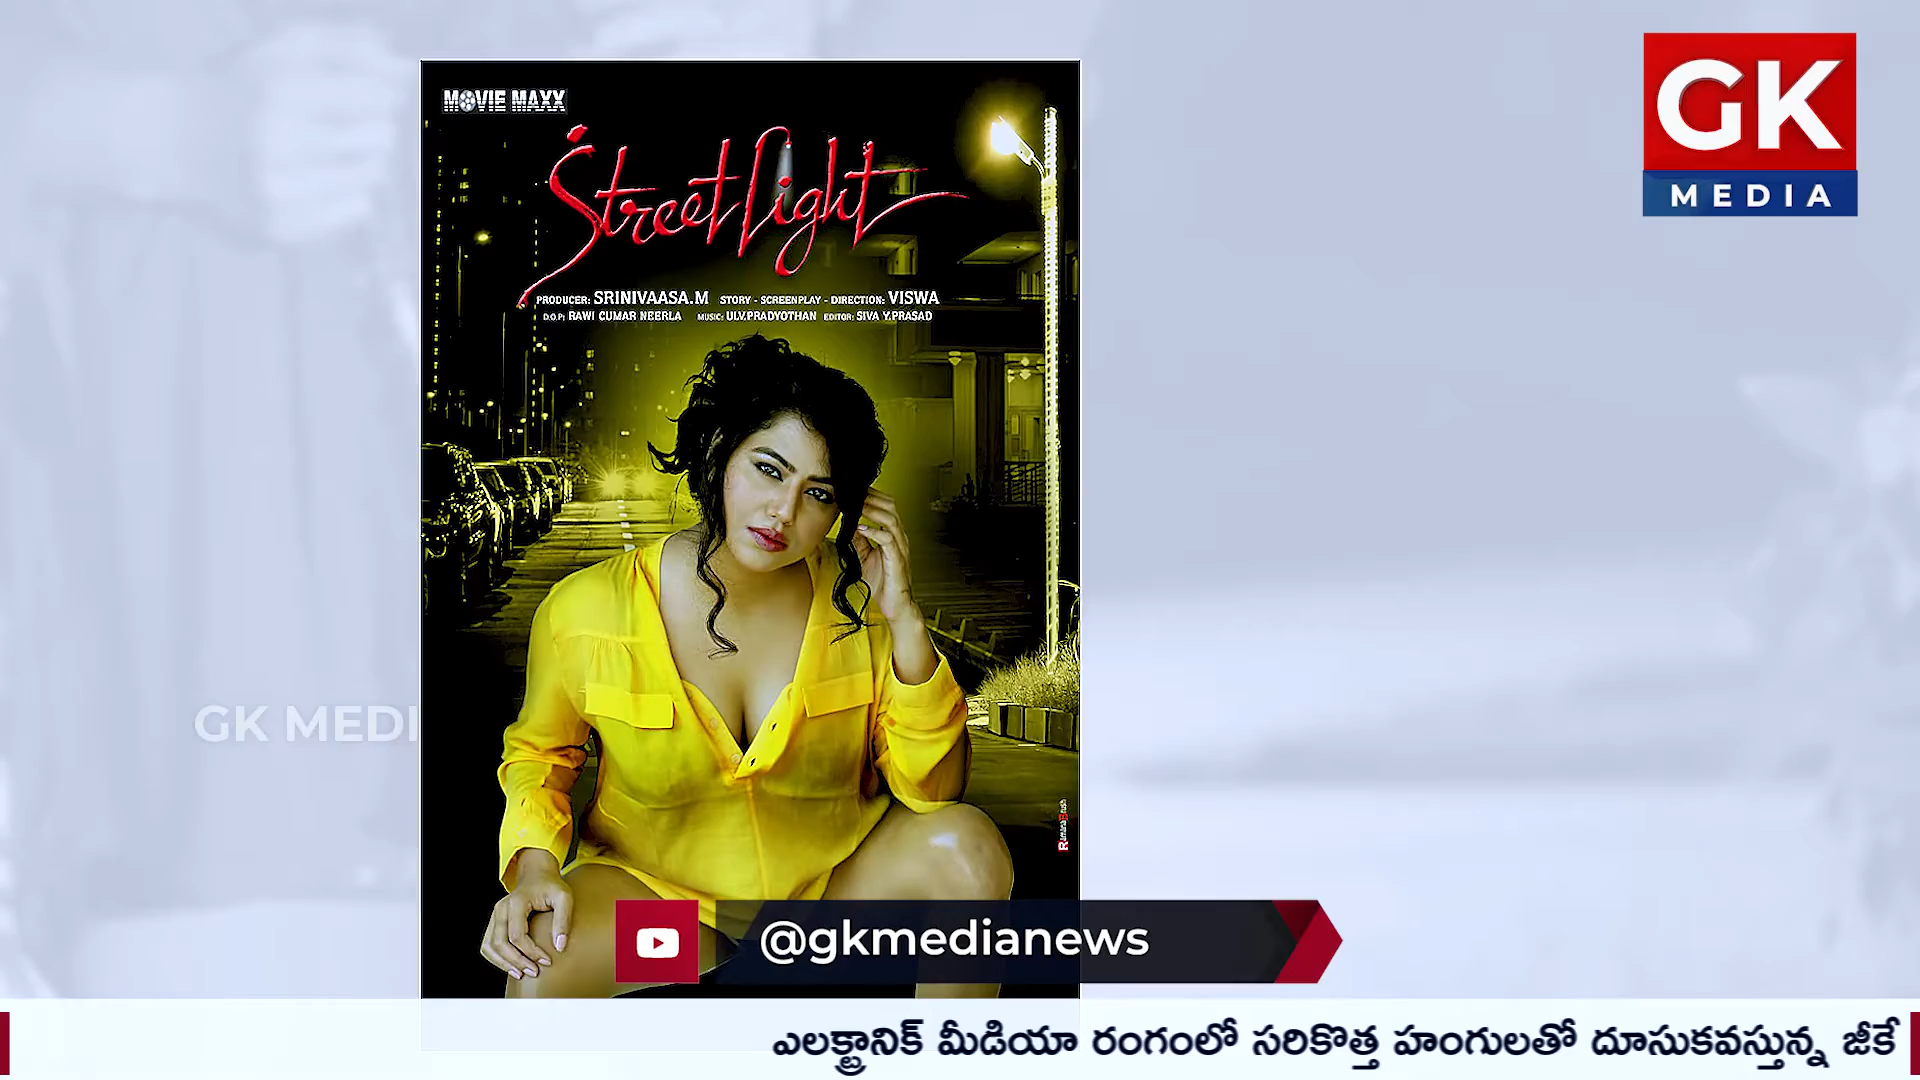 GK
MEDIA
MOVIE MAXX
Street Light
PRODUCER: SRINIVAASA.M STORY - SCREENPLAY - DIRECTION: VISWA
D.O.P: RAWI CUMAR NEERLA MUSIC: ULV.PRADYOTHAN EDITOR: SIVA Y.PRASAD
GK MEDI
RamanaBrush
@gkmedianews
ఎలక్ట్రానిక్ మీడియా రంగంలో సరికొత్త హంగులతో దూసుకవస్తున్న జీకే